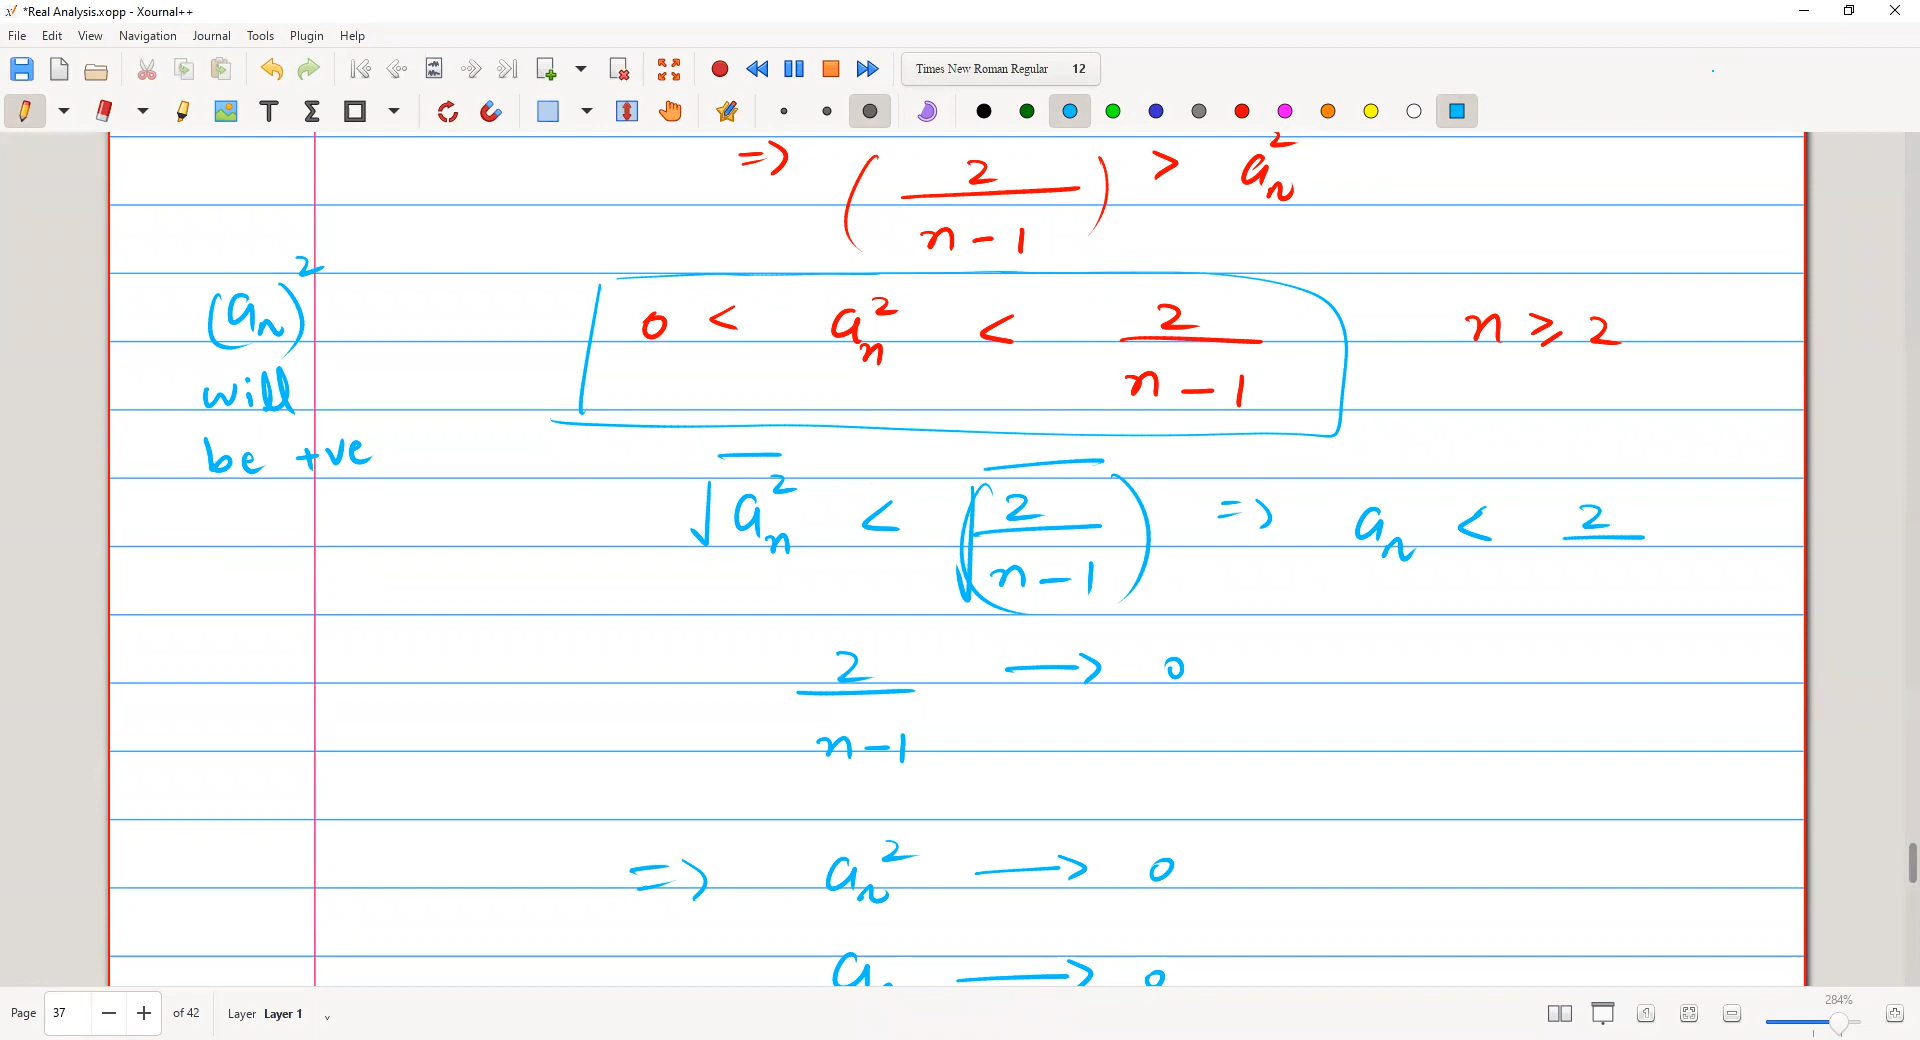 *Real Analysis.xopp - Xournal++
File Edit View Navigation Journal Tools Plugin Help
Times New Roman Regular 12
=> ( 2 / n - 1 ) > aₙ²
(aₙ)²
will
be +ve
0 < aₙ² < 2 / n - 1 n ⩾ 2
√aₙ² < (√2 / n - 1) => aₙ < 2
2 / n - 1 → 0
=> aₙ² → 0
aₙ → 0
Page 37 of 42 Layer Layer 1 284%